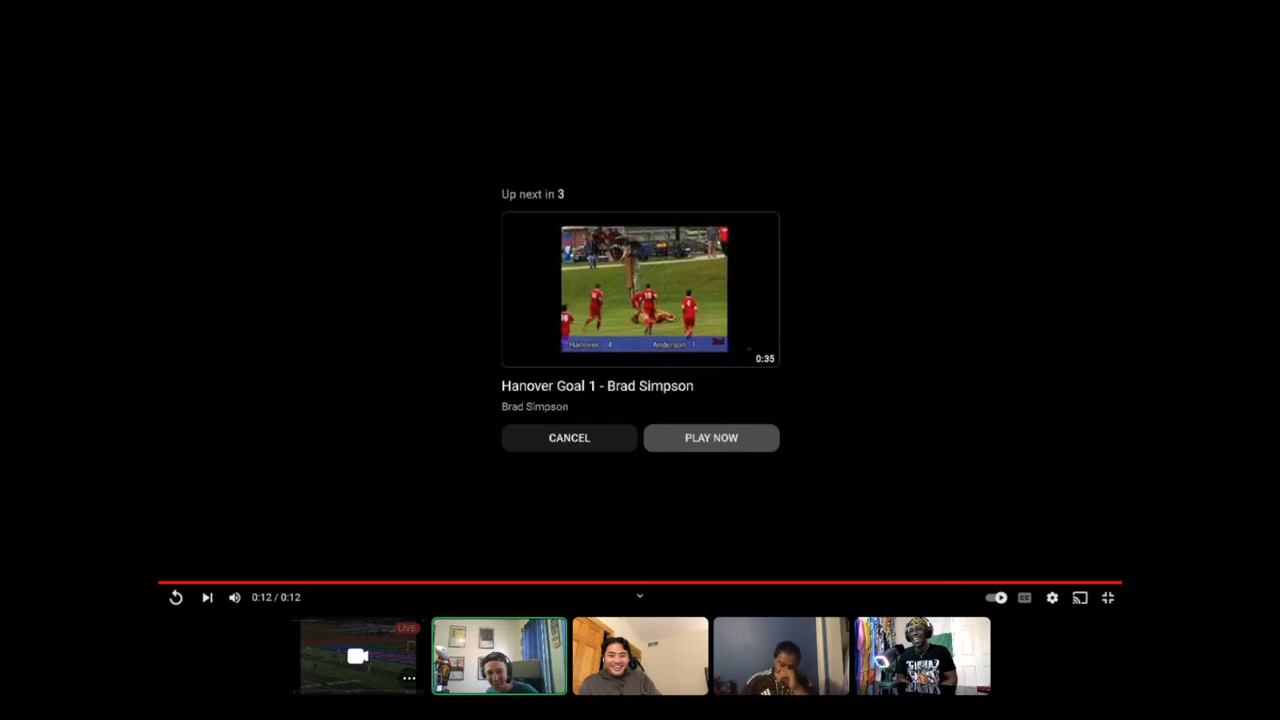 Up next in 3
Hanover 4 Anderson 1
0:35
Hanover Goal 1 - Brad Simpson
Brad Simpson
CANCEL
PLAY NOW
0:12 / 0:12
CC
LIVE